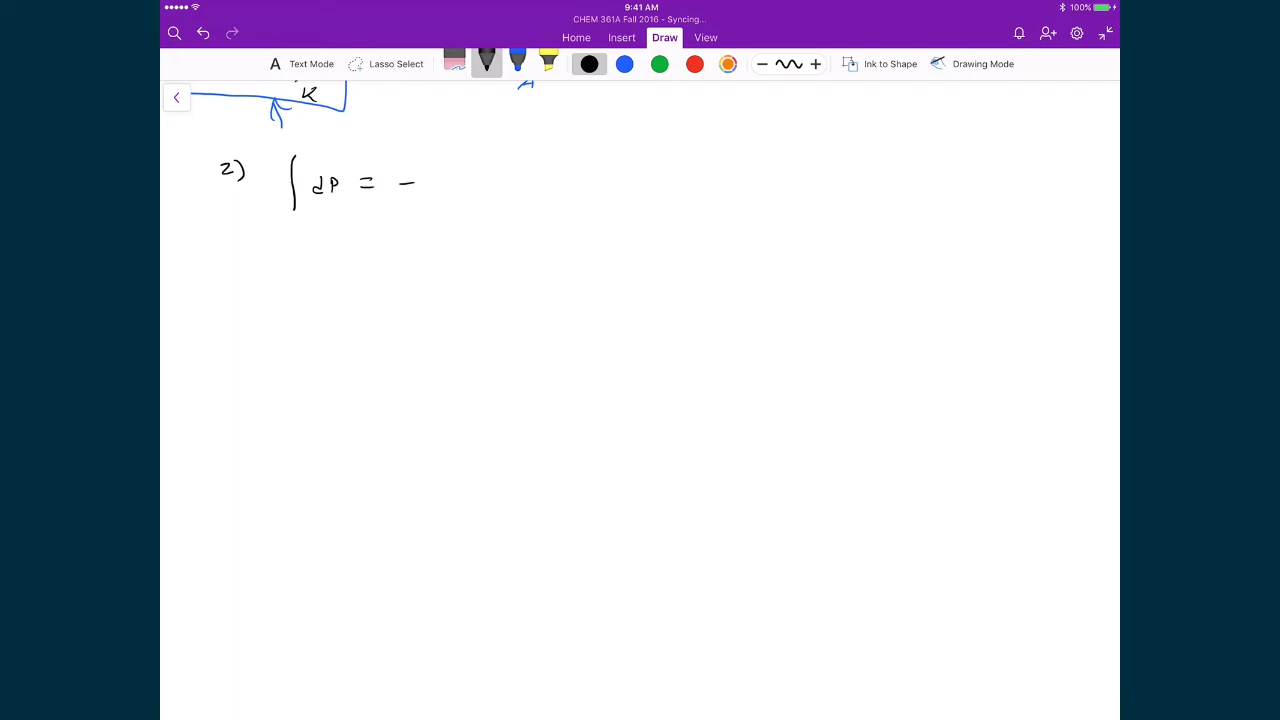 9:41 AM
100%
CHEM 361A Fall 2016 - Syncing...
Home Insert Draw View
A Text Mode Lasso Select Ink to Shape Drawing Mode
K
2) ∫ dP = -